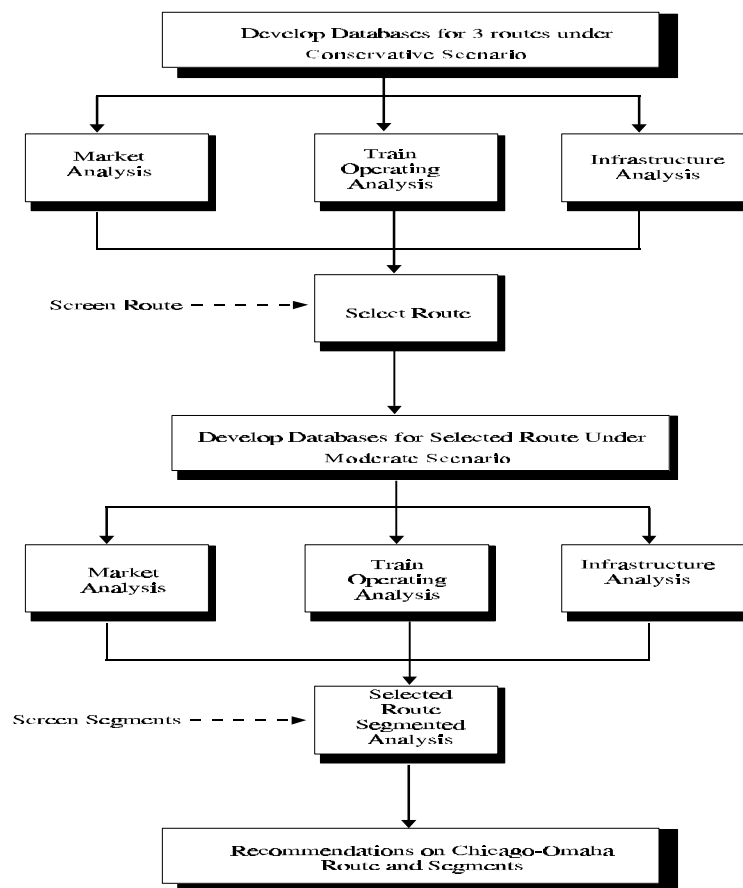 Develop Databases for 3 routes under
Conservative Scenario
Market
Analysis
Train
Operating
Analysis
Infrastructure
Analysis
Screen Route
Select Route
Develop Databases for Selected Route Under
Moderate Scenario
Market
Analysis
Train
Operating
Analysis
Infrastructure
Analysis
Screen Segments
Selected
Route
Segmented
Analysis
Recommendations on Chicago-Omaha
Route and Segments